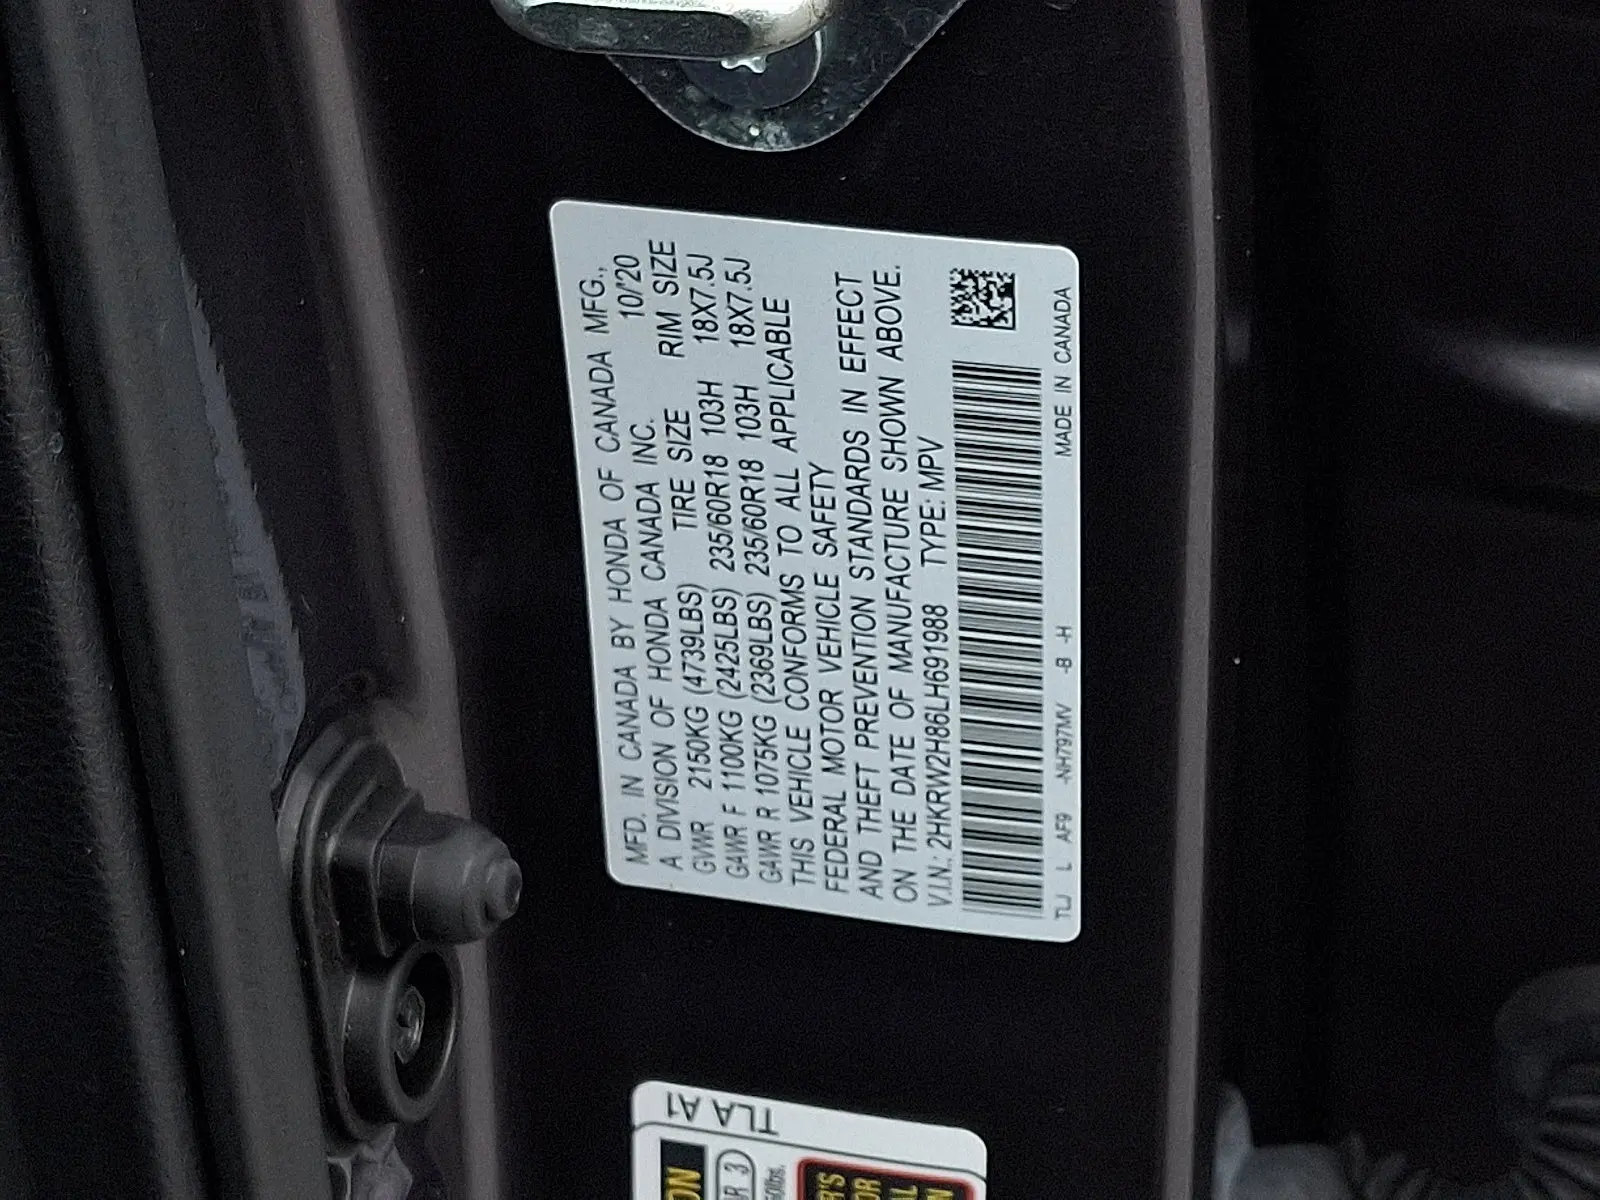 MFD. IN CANADA BY HONDA OF CANADA MFG.,
A DIVISION OF HONDA CANADA INC. 10/'20
GVWR 2150KG (4739LBS) TIRE SIZE RIM SIZE
GAWR F 1100KG (2425LBS) 235/60R18 103H 18X7.5J
GAWR R 1075KG (2369LBS) 235/60R18 103H 18X7.5J
THIS VEHICLE CONFORMS TO ALL APPLICABLE
FEDERAL MOTOR VEHICLE SAFETY
AND THEFT PREVENTION STANDARDS IN EFFECT
ON THE DATE OF MANUFACTURE SHOWN ABOVE.
V.I.N.: 2HKRW2H86LH691988 TYPE: MPV
TLJ L AF9 -NH797MV -B -H MADE IN CANADA
TLA A1